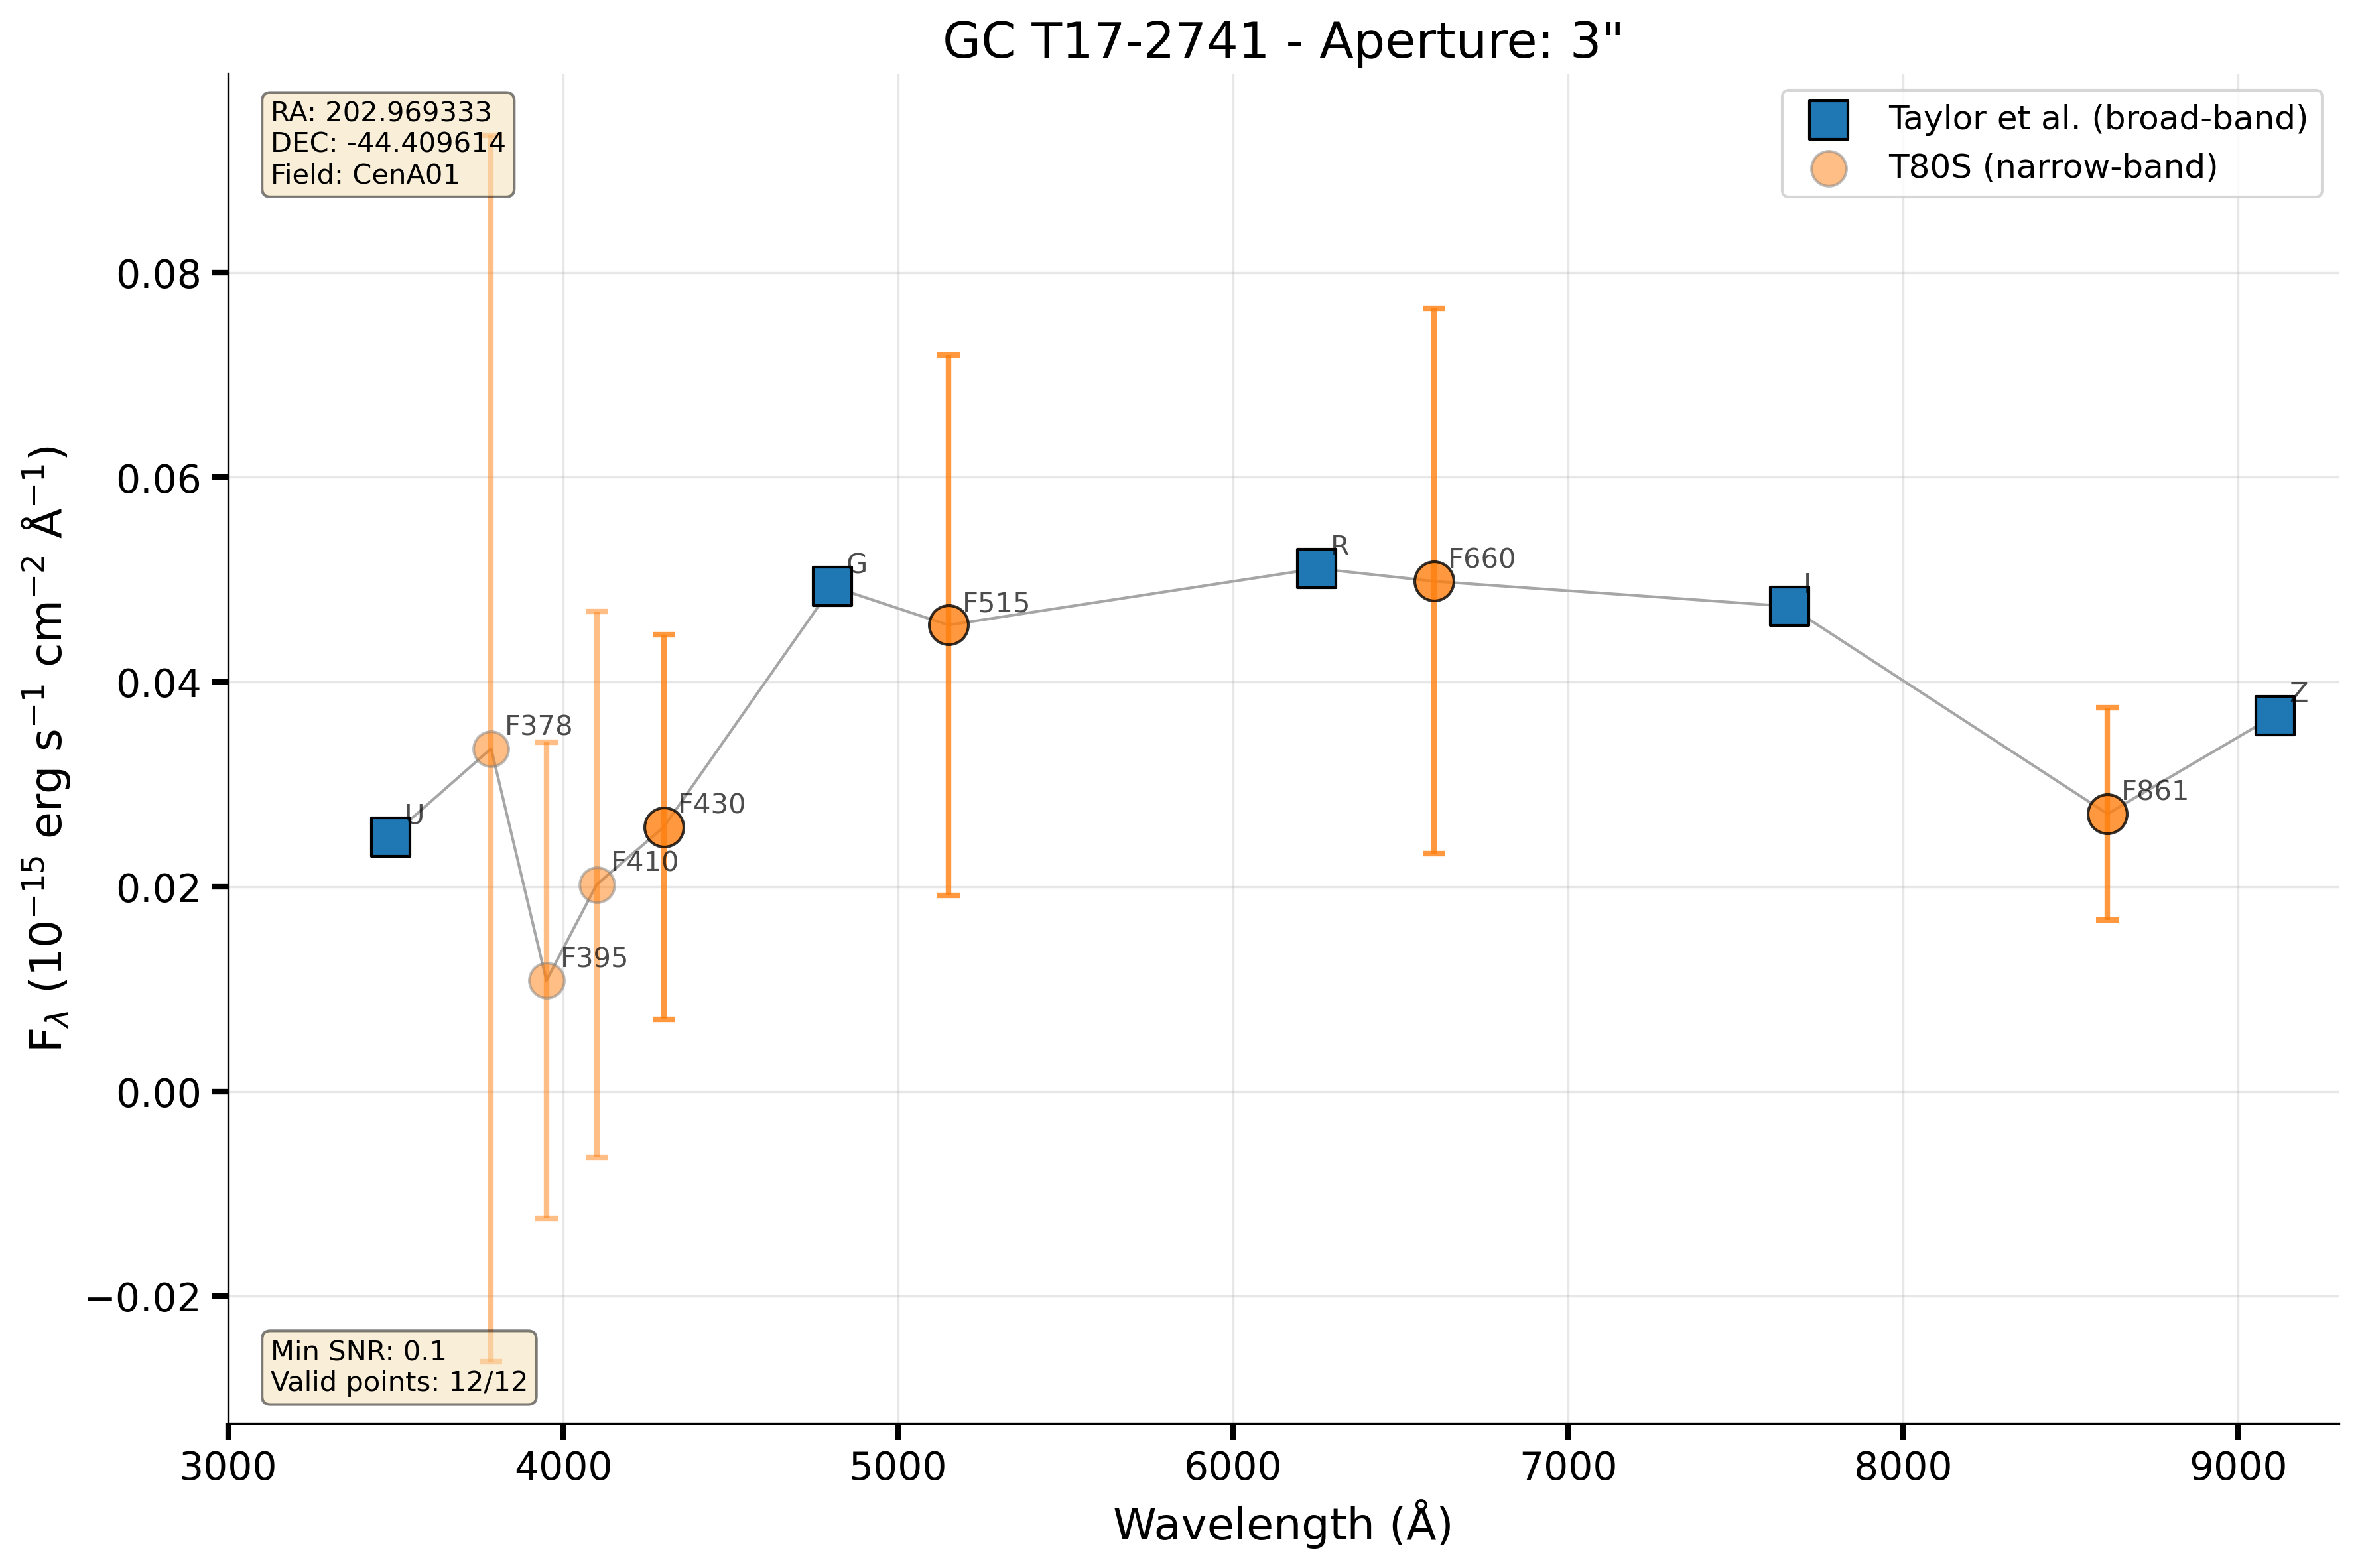 GC T17-2741 - Aperture: 3"
RA: 202.969333
DEC: -44.409614
Field: CenA01
Taylor et al. (broad-band)
T80S (narrow-band)
0.08
0.06
0.04
0.02
0.00
−0.02
F_λ (10⁻¹⁵ erg s⁻¹ cm⁻² Å⁻¹)
U
F378
F395
F410
F430
G
F515
R
F660
I
F861
Z
Min SNR: 0.1
Valid points: 12/12
3000 4000 5000 6000 7000 8000 9000
Wavelength (Å)